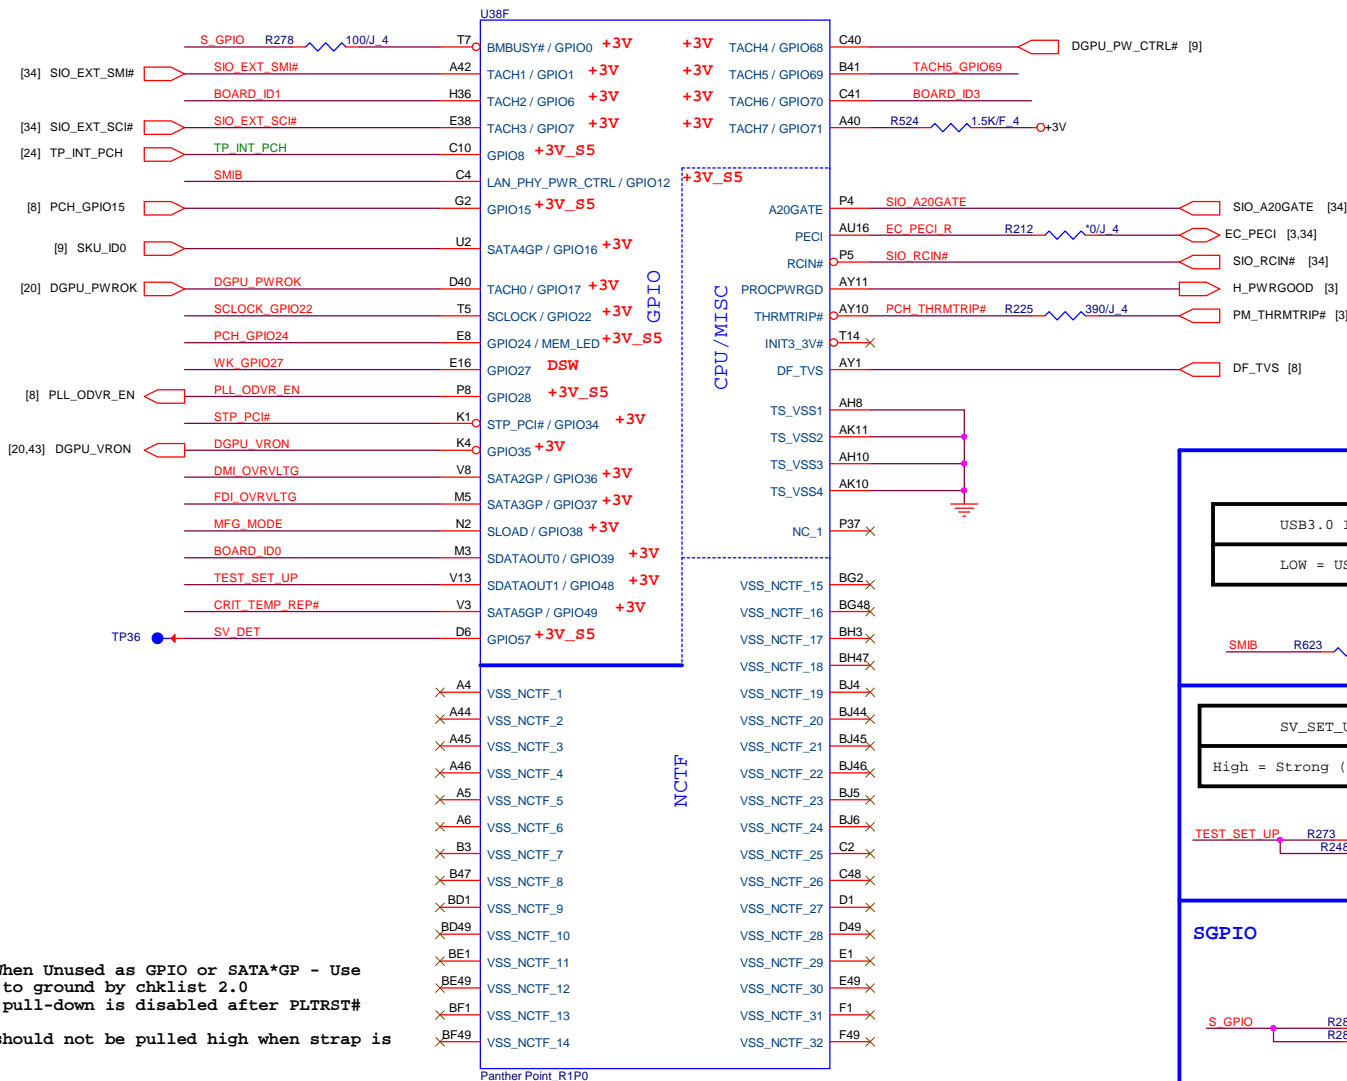 U38F
S_GPIO R278 100/J_4 T7 BMBUSY# / GPIO0 +3V
[34] SIO_EXT_SMI# SIO_EXT_SMI# A42 TACH1 / GPIO1 +3V
BOARD_ID1 H36 TACH2 / GPIO6 +3V
[34] SIO_EXT_SCI# SIO_EXT_SCI# E38 TACH3 / GPIO7 +3V
[24] TP_INT_PCH TP_INT_PCH C10 GPIO8 +3V_S5
SMIB C4 LAN_PHY_PWR_CTRL / GPIO12 +3V_S5
[8] PCH_GPIO15 G2 GPIO15 +3V_S5
[9] SKU_ID0 U2 SATA4GP / GPIO16 +3V
[20] DGPU_PWROK DGPU_PWROK D40 TACH0 / GPIO17 +3V
SCLOCK_GPIO22 T5 SCLOCK / GPIO22 +3V
PCH_GPIO24 E8 GPIO24 / MEM_LED +3V_S5
WK_GPIO27 E16 GPIO27 DSW
[8] PLL_ODVR_EN PLL_ODVR_EN P8 GPIO28 +3V_S5
STP_PCI# K1 STP_PCI# / GPIO34 +3V
[20,43] DGPU_VRON DGPU_VRON K4 GPIO35 +3V
DMI_OVRVLTG V8 SATA2GP / GPIO36 +3V
FDI_OVRVLTG M5 SATA3GP / GPIO37 +3V
MFG_MODE N2 SLOAD / GPIO38 +3V
BOARD_ID0 M3 SDATAOUT0 / GPIO39 +3V
TEST_SET_UP V13 SDATAOUT1 / GPIO48 +3V
CRIT_TEMP_REP# V3 SATA5GP / GPIO49 +3V
TP36 SV_DET D6 GPIO57 +3V_S5
GPIO
+3V TACH4 / GPIO68 C40 DGPU_PW_CTRL# [9]
+3V TACH5 / GPIO69 B41 TACH5_GPIO69
+3V TACH6 / GPIO70 C41 BOARD_ID3
+3V TACH7 / GPIO71 A40 R524 1.5K/F_4 +3V
CPU/MISC
A20GATE P4 SIO_A20GATE SIO_A20GATE [34]
PECI AU16 EC_PECI_R R212 *0/J_4 EC_PECI [3,34]
RCIN# P5 SIO_RCIN# SIO_RCIN# [34]
PROCPWRGD AY11 H_PWRGOOD [3]
THRMTRIP# AY10 PCH_THRMTRIP# R225 390/J_4 PM_THRMTRIP# [3]
INIT3_3V# T14
DF_TVS AY1 DF_TVS [8]
TS_VSS1 AH8
TS_VSS2 AK11
TS_VSS3 AH10
TS_VSS4 AK10
NC_1 P37
NCTF
A4 VSS_NCTF_1
A44 VSS_NCTF_2
A45 VSS_NCTF_3
A46 VSS_NCTF_4
A5 VSS_NCTF_5
A6 VSS_NCTF_6
B3 VSS_NCTF_7
B47 VSS_NCTF_8
BD1 VSS_NCTF_9
BD49 VSS_NCTF_10
BE1 VSS_NCTF_11
BE49 VSS_NCTF_12
BF1 VSS_NCTF_13
BF49 VSS_NCTF_14
VSS_NCTF_15 BG2
VSS_NCTF_16 BG48
VSS_NCTF_17 BH3
VSS_NCTF_18 BH47
VSS_NCTF_19 BJ4
VSS_NCTF_20 BJ44
VSS_NCTF_21 BJ45
VSS_NCTF_22 BJ46
VSS_NCTF_23 BJ5
VSS_NCTF_24 BJ6
VSS_NCTF_25 C2
VSS_NCTF_26 C48
VSS_NCTF_27 D1
VSS_NCTF_28 D49
VSS_NCTF_29 E1
VSS_NCTF_30 E49
VSS_NCTF_31 F1
VSS_NCTF_32 F49
Panther Point_R1P0
When Unused as GPIO or SATA*GP - Use
to ground by chklist 2.0
pull-down is disabled after PLTRST#
should not be pulled high when strap is
USB3.0 1
LOW = US
SMIB R623
SV_SET_U
High = Strong (
TEST_SET_UP R273
R248
SGPIO
S_GPIO R28
R28